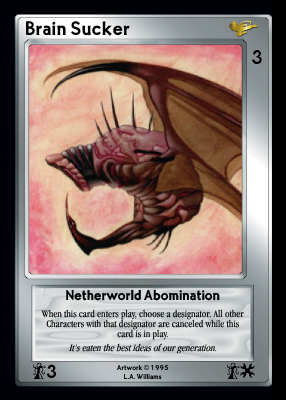 Brain Sucker
3
Netherworld Abomination
When this card enters play, choose a designator. All other
Characters with that designator are canceled while this
card is in play.
It's eaten the best ideas of our generation.
3
Artwork © 1995
L.A. Williams